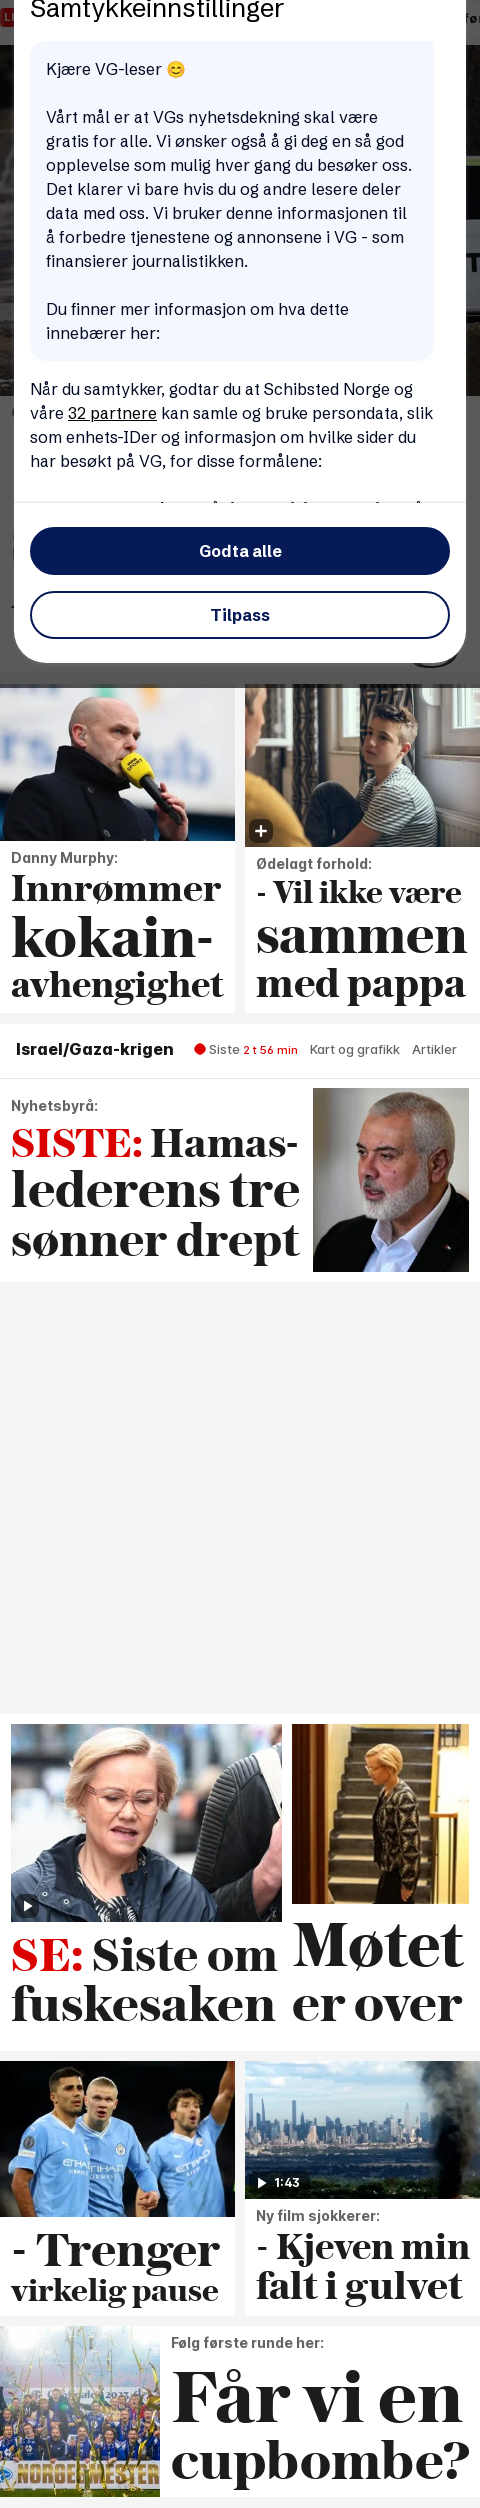 Samtykkeinnstillinger
Kjære VG-leser 😊
Vårt mål er at VGs nyhetsdekning skal være
gratis for alle. Vi ønsker også å gi deg en så god
opplevelse som mulig hver gang du besøker oss.
Det klarer vi bare hvis du og andre lesere deler
data med oss. Vi bruker denne informasjonen til
å forbedre tjenestene og annonsene i VG - som
finansierer journalistikken.
Du finner mer informasjon om hva dette
innebærer her:
Når du samtykker, godtar du at Schibsted Norge og
våre 32 partnere kan samle og bruke persondata, slik
som enhets-IDer og informasjon om hvilke sider du
har besøkt på VG, for disse formålene:
Godta alle
Tilpass
SPORT
Danny Murphy:
Innrømmer
kokain-
avhengighet
Ødelagt forhold:
- Vil ikke være
sammen
med pappa
Israel/Gaza-krigen
Siste 2 t 56 min
Kart og grafikk
Artikler
Nyhetsbyrå:
SISTE: Hamas-
lederens tre
sønner drept
SE: Siste om
fuskesaken
Møtet
er over
- Trenger
virkelig pause
1:43
Ny film sjokkerer:
- Kjeven min
falt i gulvet
NORGESMESTER
Følg første runde her:
Får vi en
cupbombe?